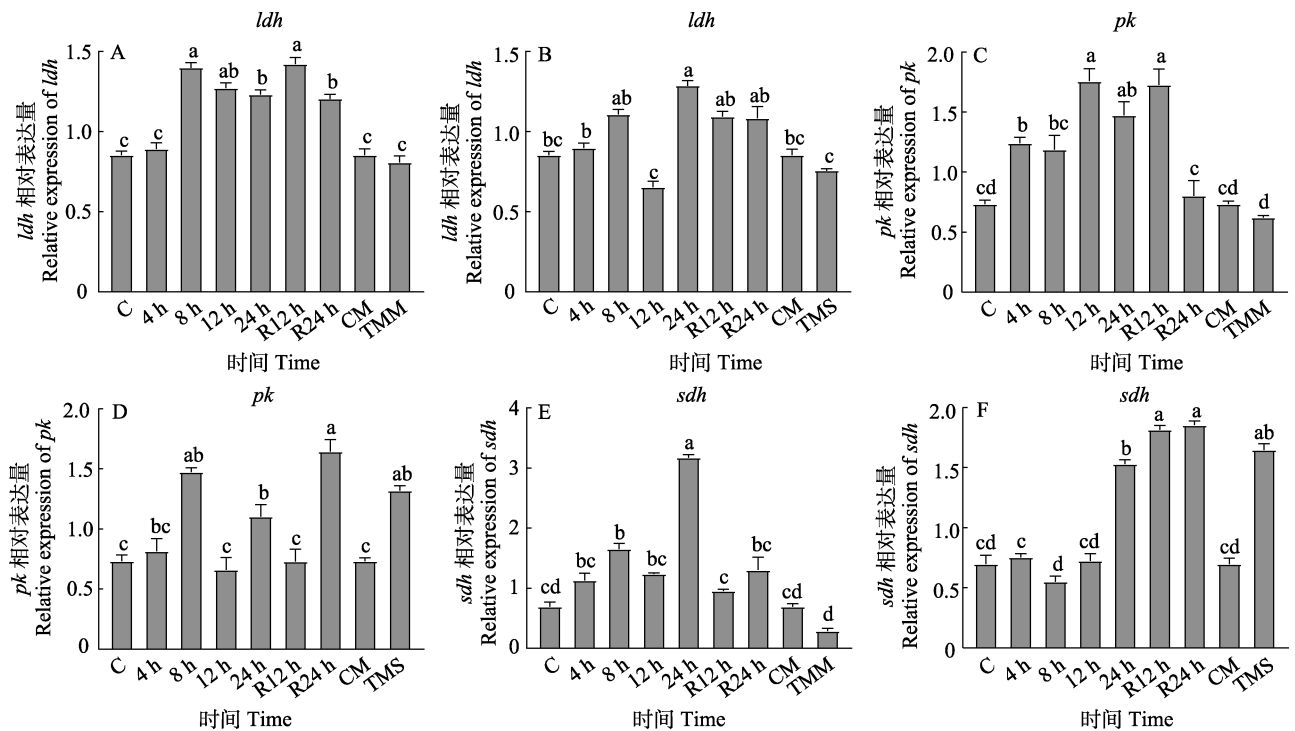 ldh
A
ldh 相对表达量
Relative expression of ldh
1.5
1.0
0.5
0
c
c
a
ab
b
a
b
c
c
C
4 h
8 h
12 h
24 h
R12 h
R24 h
CM
TMM
时间 Time
ldh
B
ldh 相对表达量
Relative expression of ldh
1.5
1.0
0.5
0
bc
b
ab
c
a
ab
ab
bc
c
C
4 h
8 h
12 h
24 h
R12 h
R24 h
CM
TMS
时间 Time
pk
C
pk 相对表达量
Relative expression of pk
2.0
1.5
1.0
0.5
0
cd
b
bc
a
ab
a
c
cd
d
C
4 h
8 h
12 h
24 h
R12 h
R24 h
CM
TMM
时间 Time
pk
D
pk 相对表达量
Relative expression of pk
2.0
1.5
1.0
0.5
0
c
bc
ab
c
b
c
a
c
ab
C
4 h
8 h
12 h
24 h
R12 h
R24 h
CM
TMS
时间 Time
sdh
E
sdh 相对表达量
Relative expression of sdh
4
3
2
1
0
cd
bc
b
bc
a
c
bc
cd
d
C
4 h
8 h
12 h
24 h
R12 h
R24 h
CM
TMM
时间 Time
sdh
F
sdh 相对表达量
Relative expression of sdh
2.0
1.5
1.0
0.5
0
cd
c
d
cd
b
a
a
cd
ab
C
4 h
8 h
12 h
24 h
R12 h
R24 h
CM
TMS
时间 Time